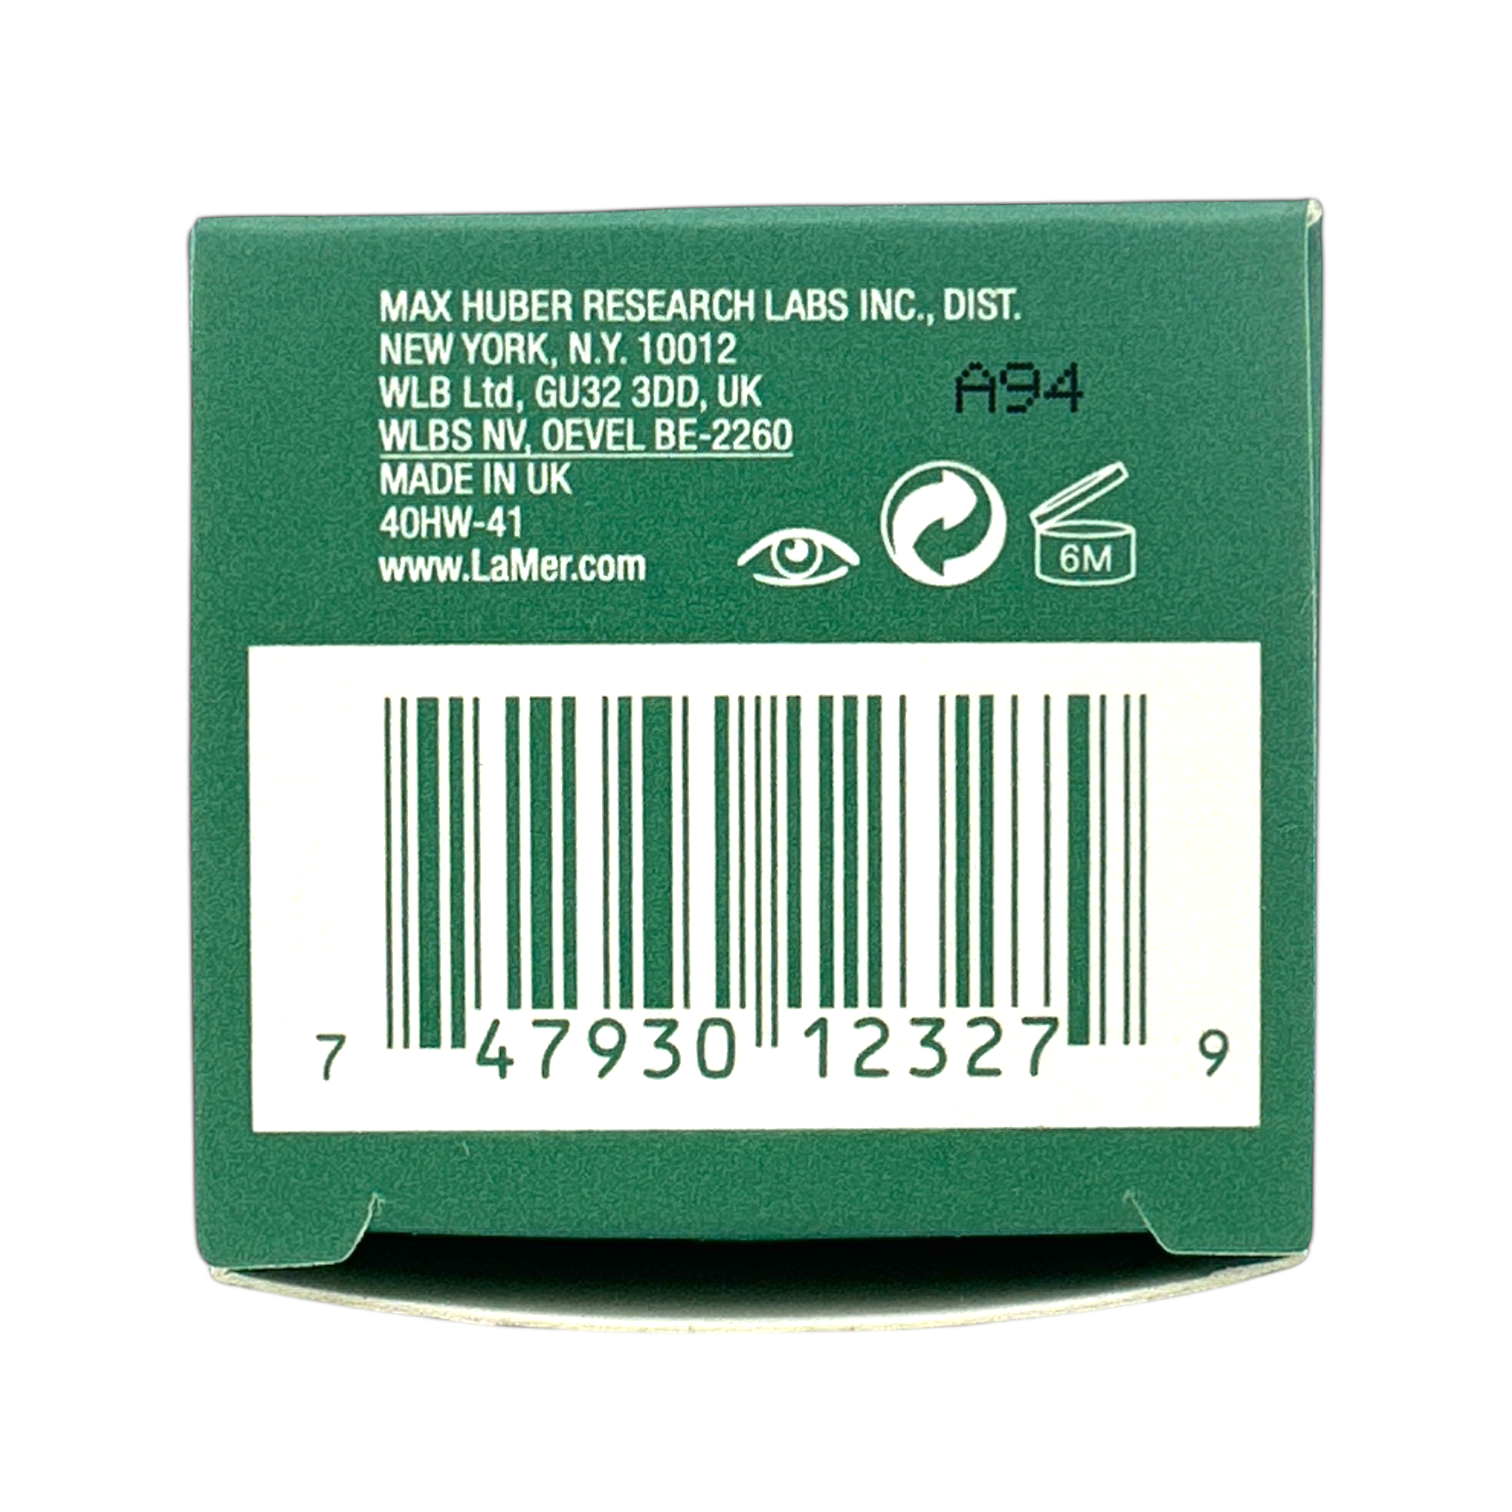 MAX HUBER RESEARCH LABS INC., DIST.
NEW YORK, N.Y. 10012
WLB Ltd, GU32 3DD, UK
WLBS NV, OEVEL BE-2260
MADE IN UK
40HW-41
www.LaMer.com
A94
6M
7 47930 12327 9